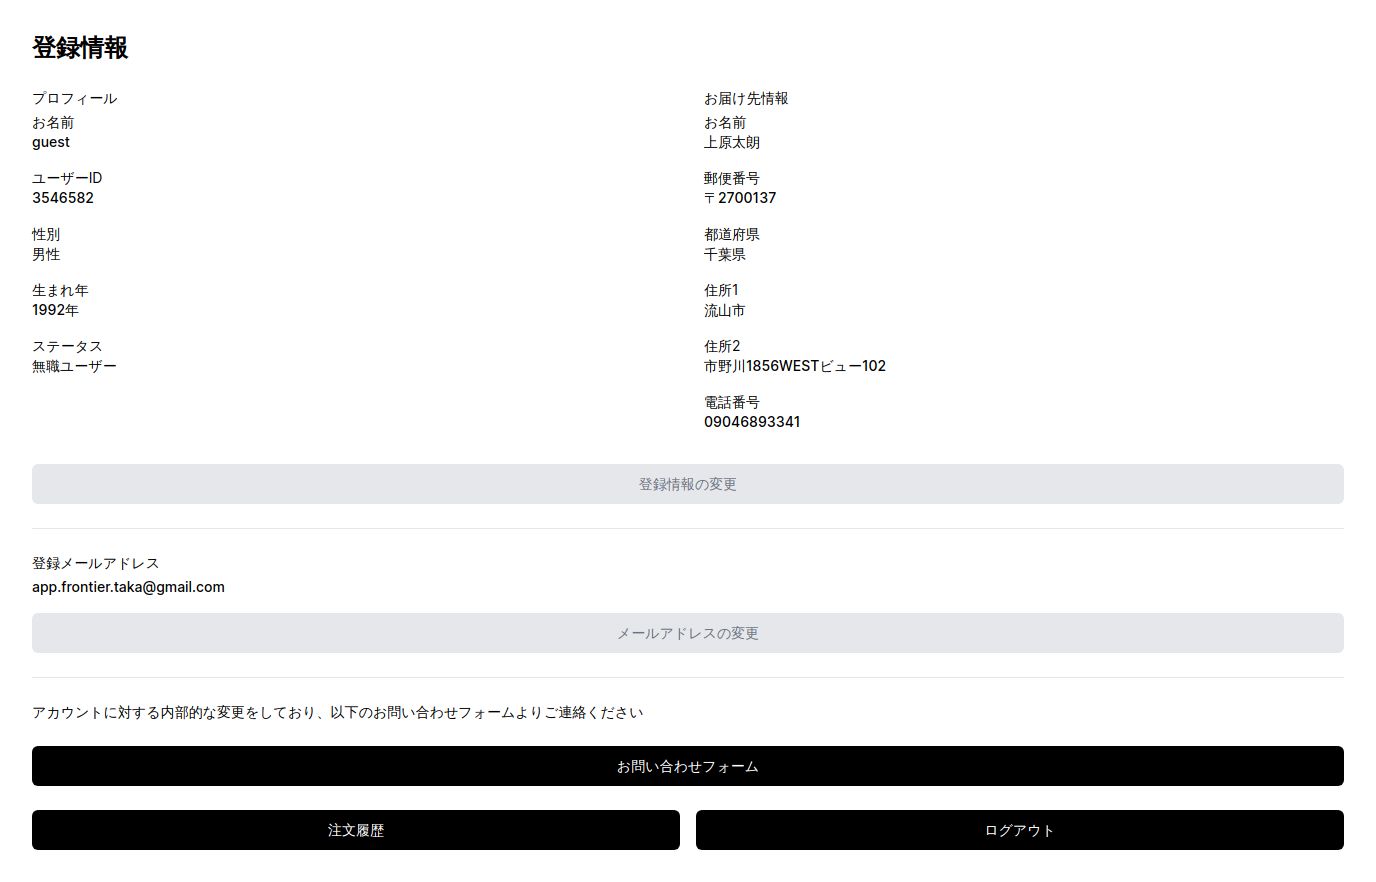 登録情報
プロフィール
お名前
guest
ユーザーID
3546582
性別
男性
生まれ年
1992年
ステータス
無職ユーザー
お届け先情報
お名前
上原太朗
郵便番号
〒2700137
都道府県
千葉県
住所1
流山市
住所2
市野川1856WESTビュー102
電話番号
09046893341
登録情報の変更
登録メールアドレス
app.frontier.taka@gmail.com
メールアドレスの変更
アカウントに対する内部的な変更をしており、以下のお問い合わせフォームよりご連絡ください
お問い合わせフォーム
注文履歴
ログアウト